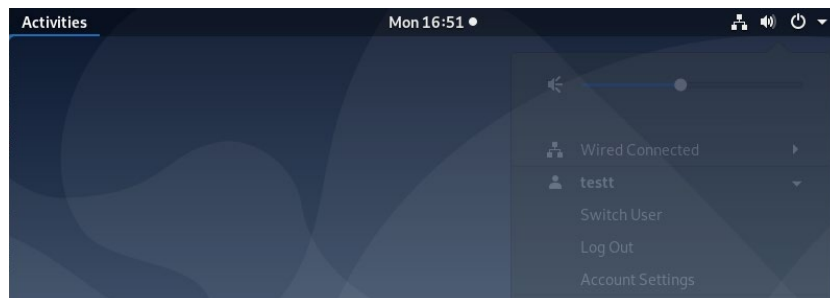 Activities Mon 16:51
Wired Connected
testt
Switch User
Log Out
Account Settings